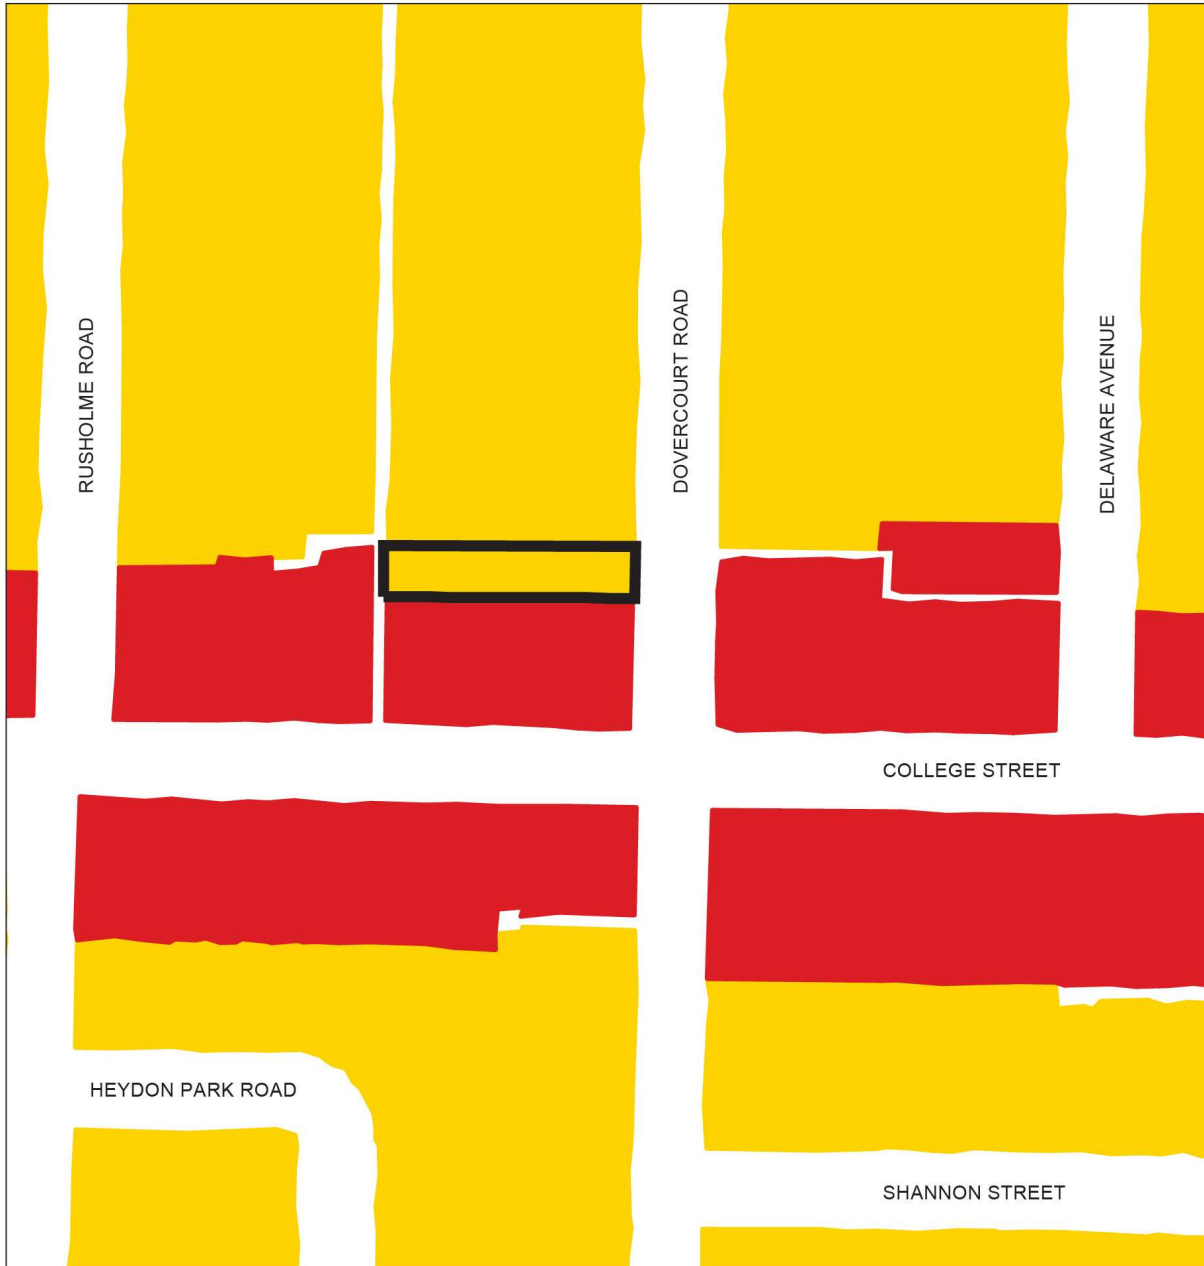 RUSHOLME ROAD
DOVERCOURT ROAD
DELAWARE AVENUE
COLLEGE STREET
HEYDON PARK ROAD
SHANNON STREET